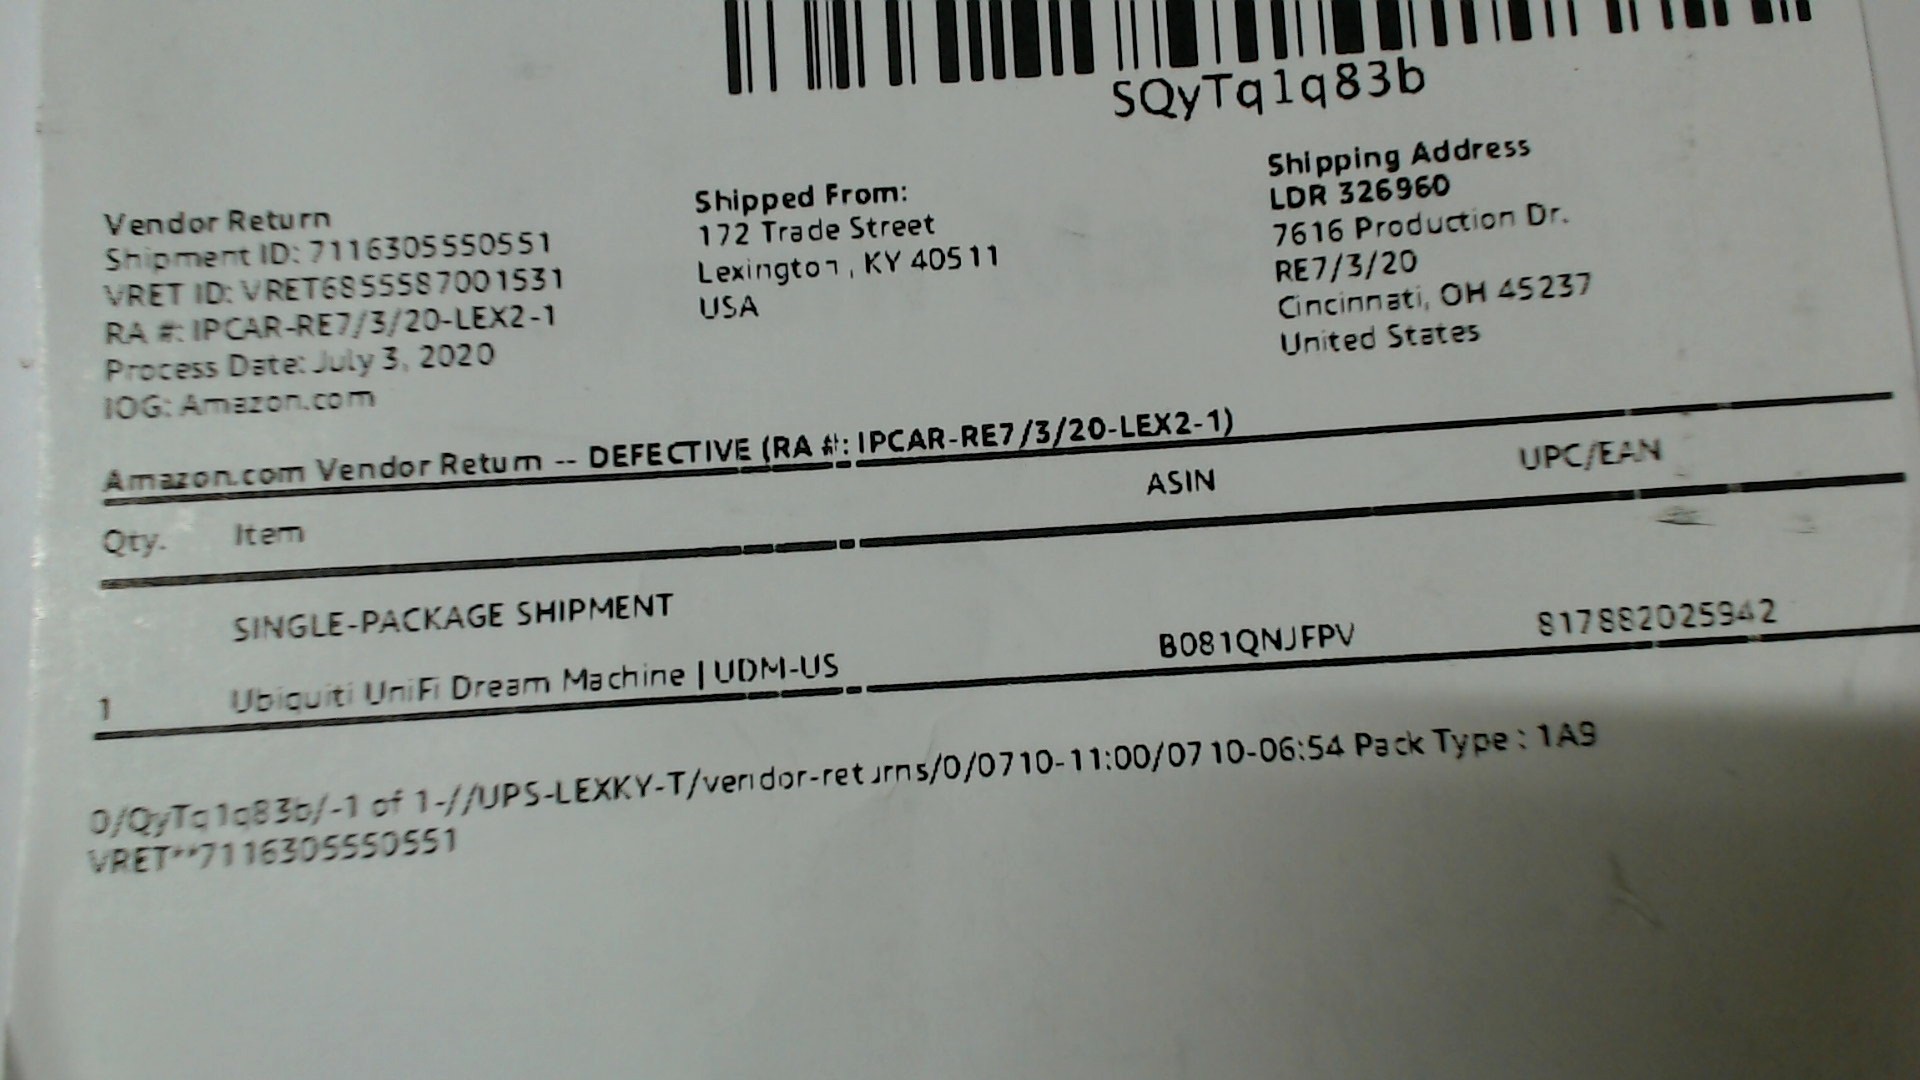 SQyTq1q83b
Vendor Return
Shipment ID: 7116305550551
VRET ID: VRET6855587001531
RA #: IPCAR-RE7/3/20-LEX2-1
Process Date: July 3, 2020
IOG: Amazon.com
Shipped From:
172 Trade Street
Lexington, KY 40511
USA
Shipping Address
LDR 326960
7616 Production Dr.
RE7/3/20
Cincinnati, OH 45237
United States
Amazon.com Vendor Return -- DEFECTIVE (RA #: IPCAR-RE7/3/20-LEX2-1)
Qty. Item ASIN UPC/EAN
SINGLE-PACKAGE SHIPMENT
1 Ubiquiti UniFi Dream Machine | UDM-US B081QNJFPV 817882025942
0/QyTq1q83b/-1 of 1-//UPS-LEXKY-T/vendor-returns/0/0710-11:00/0710-06:54 Pack Type : 1A9
VRET**7116305550551